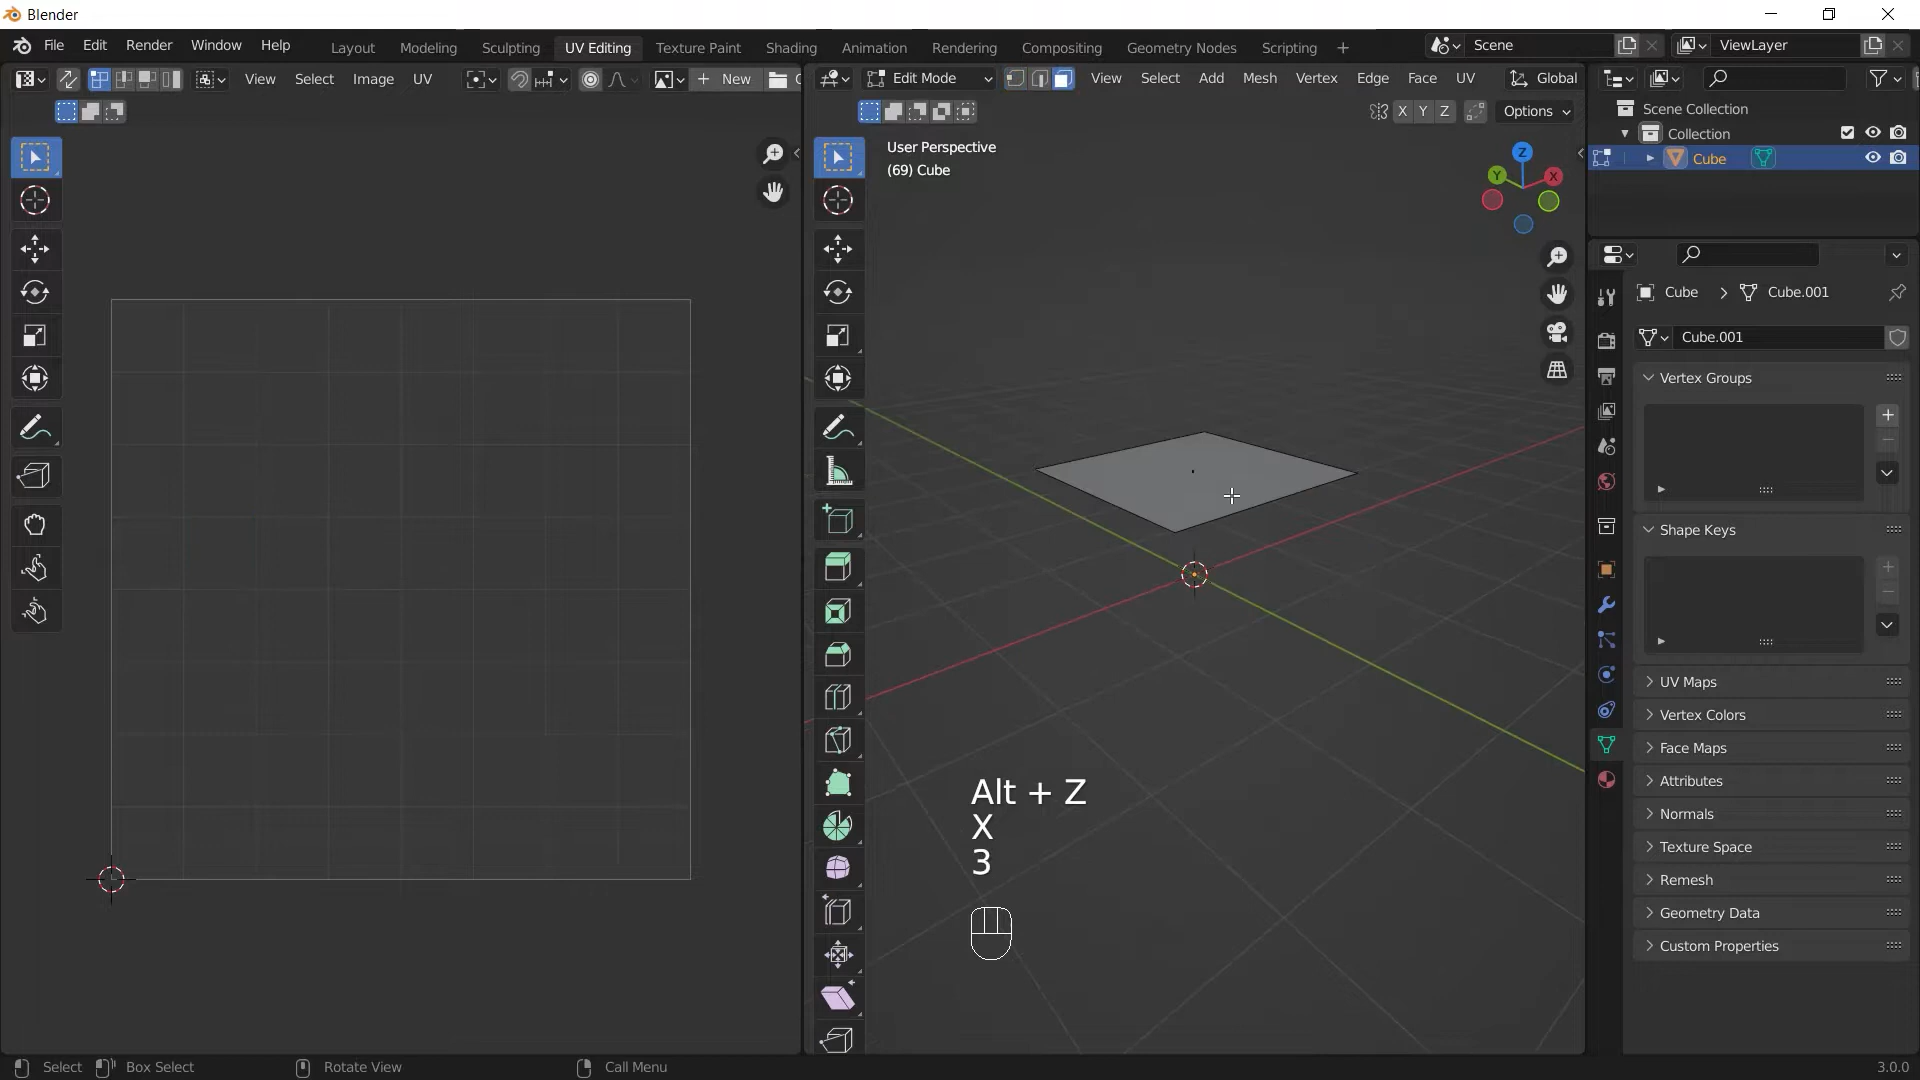 Blender
File Edit Render Window Help
Layout Modeling Sculpting UV Editing Texture Paint Shading Animation Rendering Compositing Geometry Nodes Scripting +
Scene
ViewLayer
View Select Image UV
+ New
Edit Mode
View Select Add Mesh Vertex Edge Face UV
Global
X Y Z
Options
User Perspective
(69) Cube
Z
Y
X
Scene Collection
Collection
Cube
Cube > Cube.001
Cube.001
Vertex Groups
Shape Keys
UV Maps
Vertex Colors
Face Maps
Attributes
Normals
Texture Space
Remesh
Geometry Data
Custom Properties
Alt + Z
X
3
Select Box Select Rotate View Call Menu
3.0.0